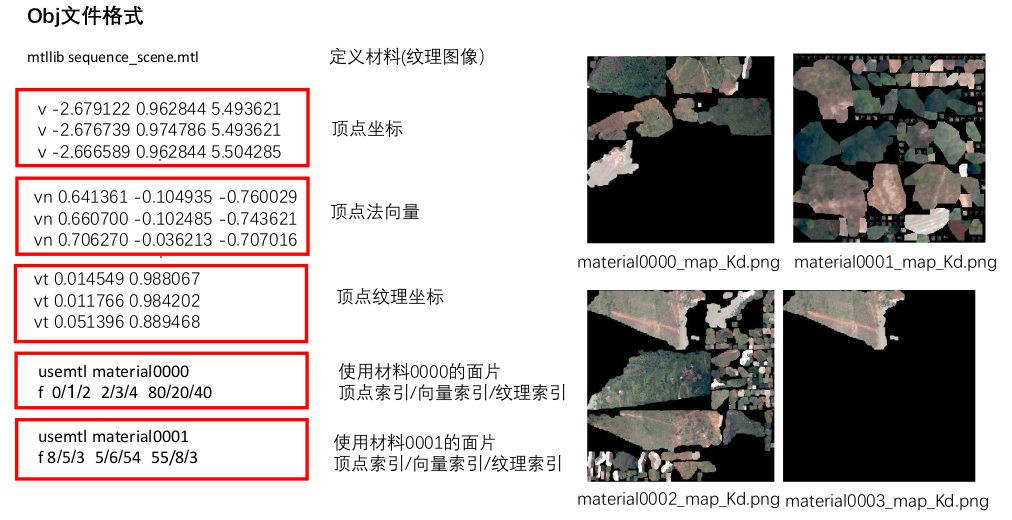 Obj文件格式
mtllib sequence_scene.mtl
定义材料(纹理图像)
v -2.679122 0.962844 5.493621
v -2.676739 0.974786 5.493621
v -2.666589 0.962844 5.504285
顶点坐标
vn 0.641361 -0.104935 -0.760029
vn 0.660700 -0.102485 -0.743621
vn 0.706270 -0.036213 -0.707016
顶点法向量
vt 0.014549 0.988067
vt 0.011766 0.984202
vt 0.051396 0.889468
顶点纹理坐标
usemtl material0000
f 0/1/2 2/3/4 80/20/40
使用材料0000的面片
顶点索引/向量索引/纹理索引
usemtl material0001
f 8/5/3 5/6/54 55/8/3
使用材料0001的面片
顶点索引/向量索引/纹理索引
material0000_map_Kd.png
material0001_map_Kd.png
material0002_map_Kd.png
material0003_map_Kd.png